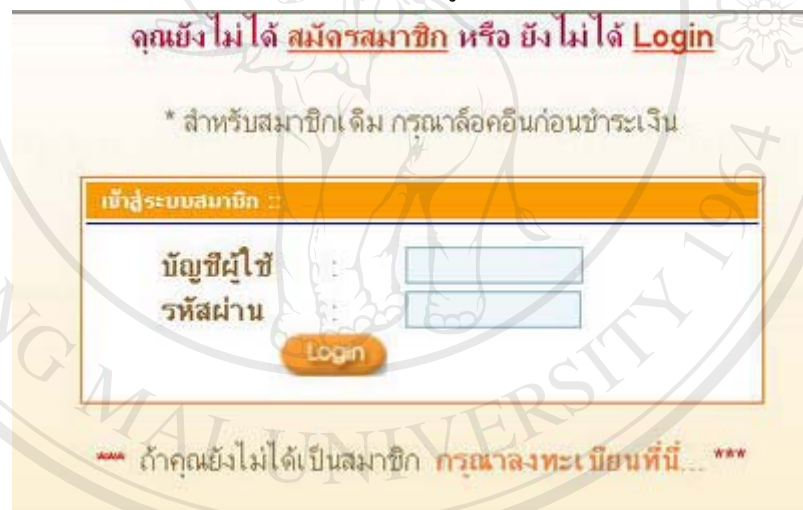 คุณยังไม่ได้ สมัครสมาชิก หรือ ยังไม่ได้ Login
* สำหรับสมาชิกเดิม กรุณาล็อคอินก่อนชำระเงิน
เข้าสู่ระบบสมาชิก ::
บัญชีผู้ใช้ :
รหัสผ่าน :
Login
*** ถ้าคุณยังไม่ได้เป็นสมาชิก กรุณาลงทะเบียนที่นี่... ***
NG MAI UNIVERSITY 1964